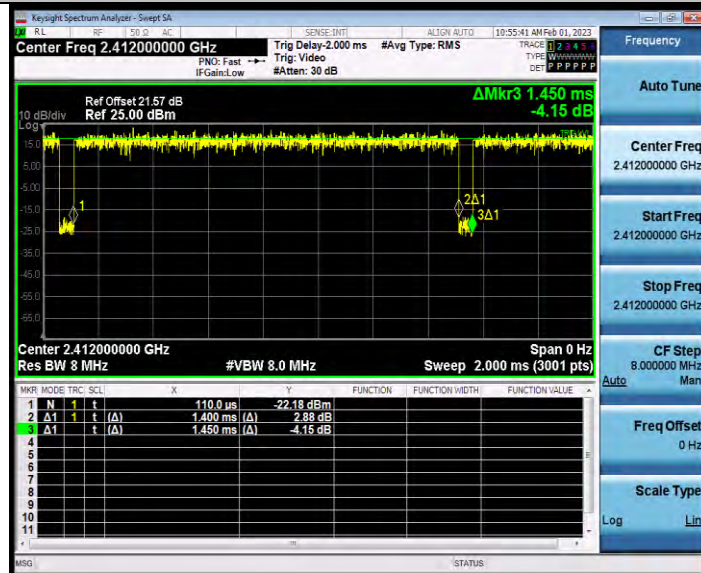 Keysight Spectrum Analyzer - Swept SA
LXI RL RF 50 Ω AC SENSE:INT ALIGN AUTO 10:55:41 AM Feb 01, 2023
Center Freq 2.412000000 GHz
PNO: Fast
IFGain:Low
Trig Delay-2.000 ms
Trig: Video
#Atten: 30 dB
#Avg Type: RMS
TRACE 1 2 3 4 5 6
TYPE WWWWWW
DET P P P P P P
Ref Offset 21.57 dB
10 dB/div Ref 25.00 dBm
Log
ΔMkr3 1.450 ms
-4.15 dB
15.0
5.00
-5.00
-15.0
-25.0
-35.0
-45.0
-55.0
-65.0
1
2Δ1
3Δ1
Center 2.412000000 GHz Span 0 Hz
Res BW 8 MHz #VBW 8.0 MHz Sweep 2.000 ms (3001 pts)
MKR MODE TRC SCL X Y FUNCTION FUNCTION WIDTH FUNCTION VALUE
1 N 1 t 110.0 µs -22.18 dBm
2 Δ1 1 t (Δ) 1.400 ms (Δ) 2.88 dB
3 Δ1 t (Δ) 1.450 ms (Δ) -4.15 dB
4
5
6
7
8
9
10
11
MSG STATUS
Frequency
Auto Tune
Center Freq
2.412000000 GHz
Start Freq
2.412000000 GHz
Stop Freq
2.412000000 GHz
CF Step
8.000000 MHz
Auto Man
Freq Offset
0 Hz
Scale Type
Log Lin